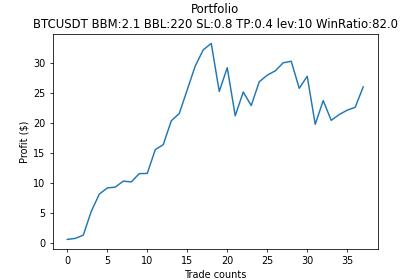 Portfolio
BTCUSDT BBM:2.1 BBL:220 SL:0.8 TP:0.4 lev:10 WinRatio:82.0
Profit ($)
30
25
20
15
10
5
0
0 5 10 15 20 25 30 35
Trade counts